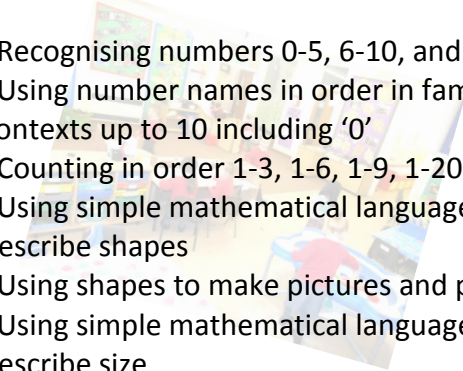 Recognising numbers 0-5, 6-10, and
Using number names in order in fam
ontexts up to 10 including ‘0’
Counting in order 1-3, 1-6, 1-9, 1-20
Using simple mathematical language
escribe shapes
Using shapes to make pictures and p
Using simple mathematical language
escribe size